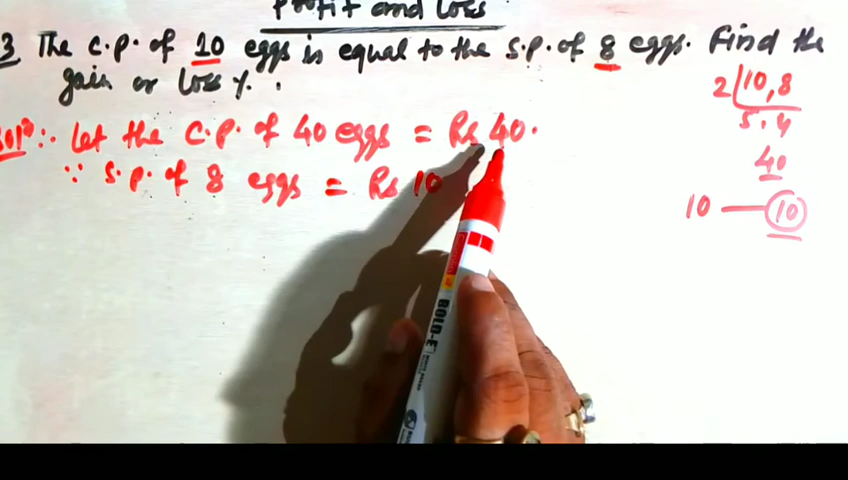 Profit and Loss
3 The C.P. of 10 eggs is equal to the S.P. of 8 eggs. Find the
gain or loss %.
2 10, 8
5, 4
40
10 — 10
Solⁿ:- Let the C.P. of 40 eggs = Rs 40.
∵ S.P. of 8 eggs = Rs 10
BOLD-E